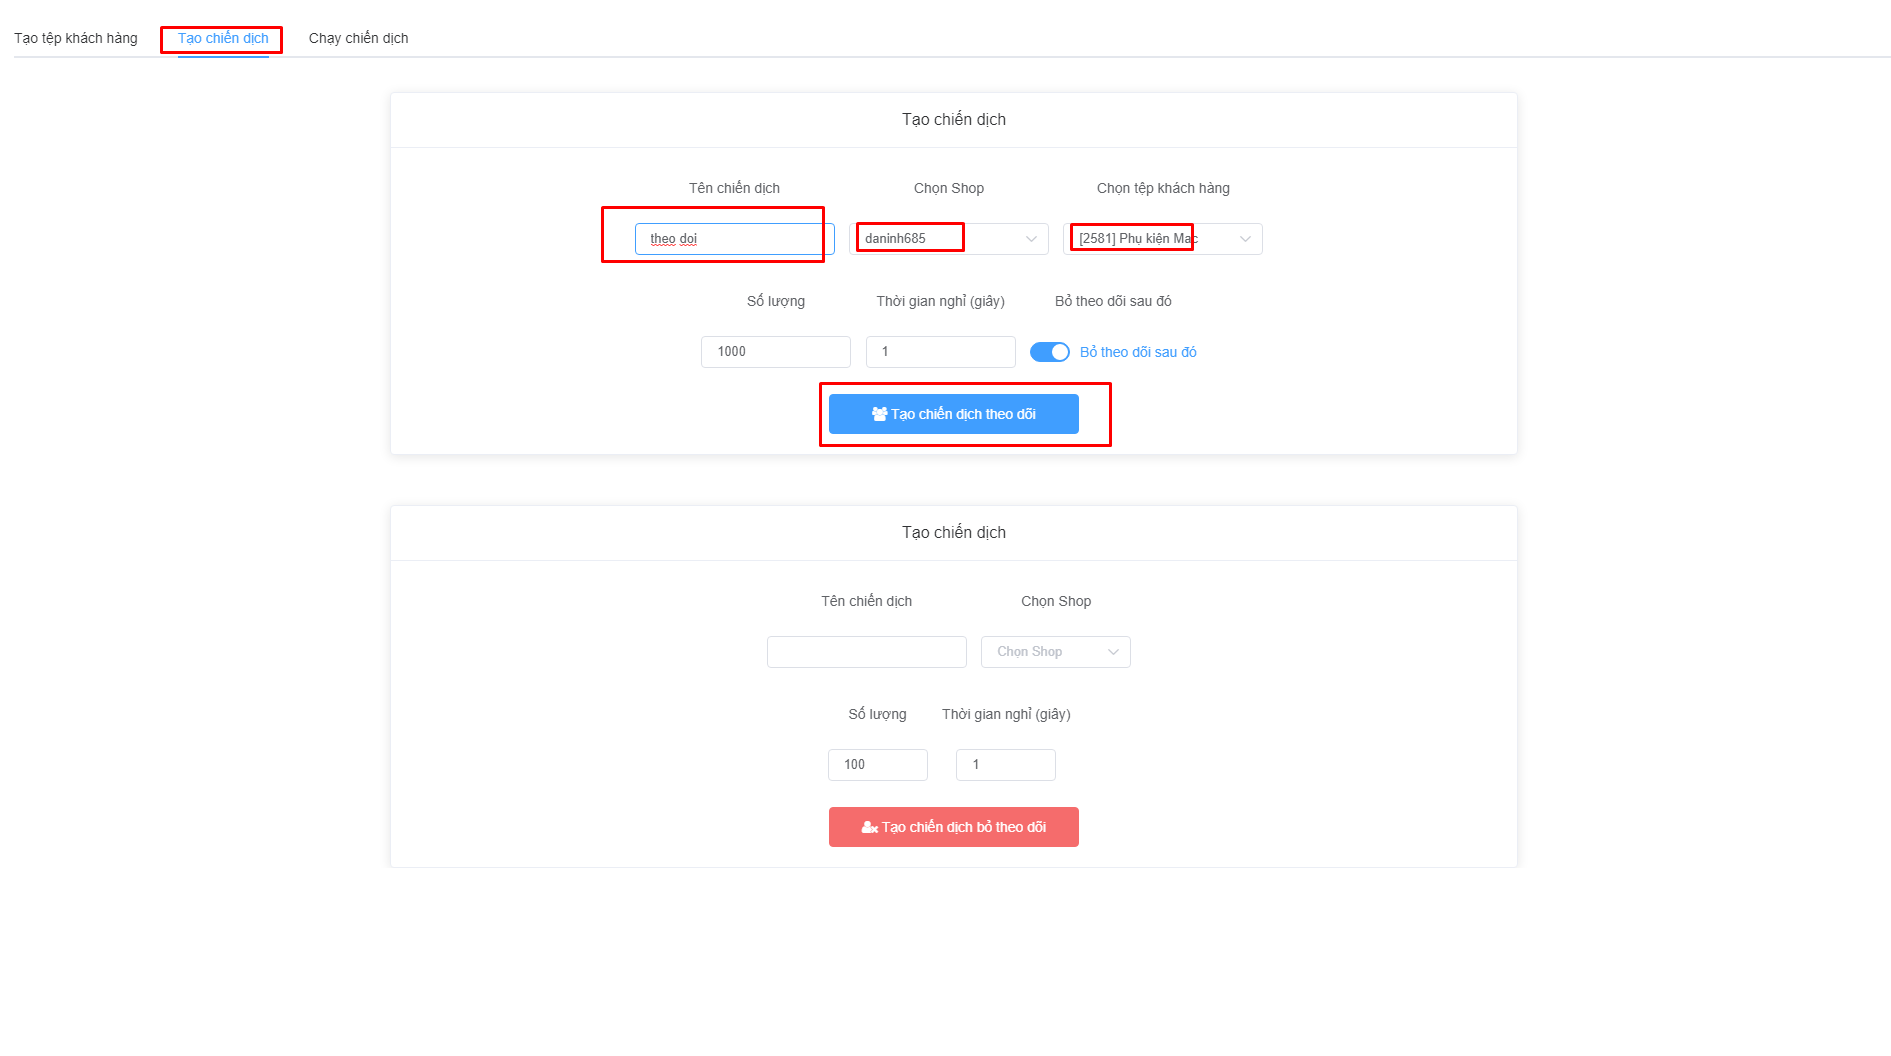 Tạo tệp khách hàng Tạo chiến dịch Chạy chiến dịch
Tạo chiến dịch
Tên chiến dịch Chọn Shop Chọn tệp khách hàng
theo doi daninh685 [2581] Phụ kiện Mac
Số lượng Thời gian nghỉ (giây) Bỏ theo dõi sau đó
1000 1 Bỏ theo dõi sau đó
Tạo chiến dịch theo dõi
Tạo chiến dịch
Tên chiến dịch Chọn Shop
Chọn Shop
Số lượng Thời gian nghỉ (giây)
100 1
Tạo chiến dịch bỏ theo dõi